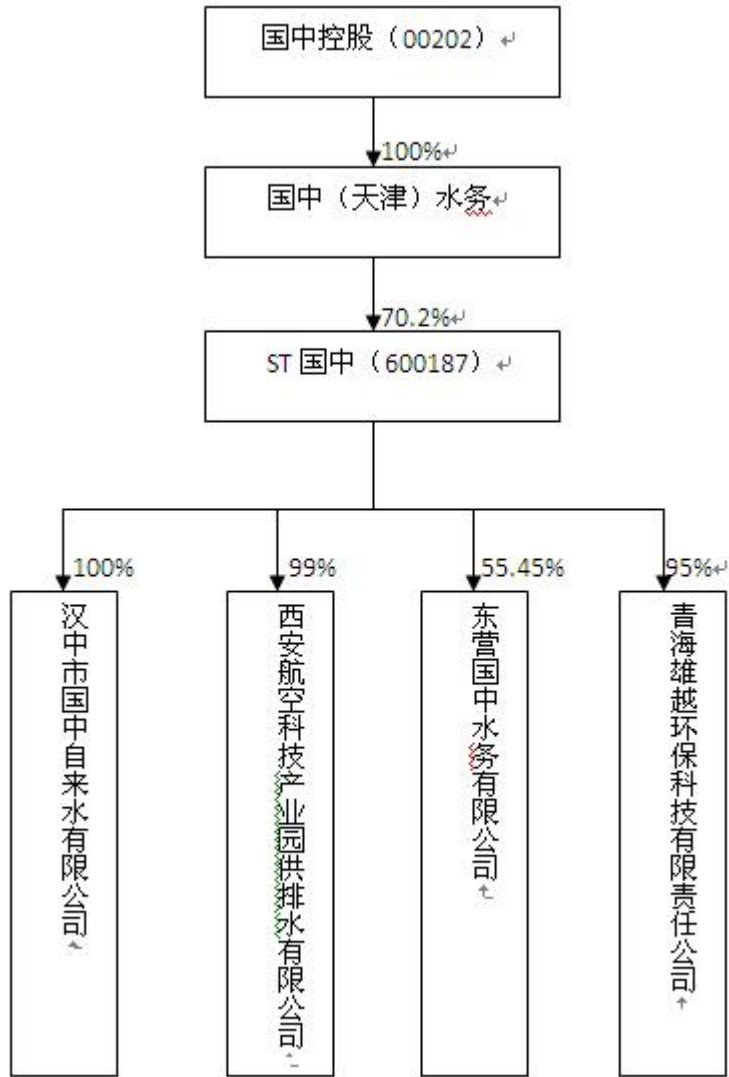 国中控股（00202）
100%
国中（天津）水务
70.2%
ST 国中（600187）
100%
99%
55.45%
95%
汉中市国中自来水有限公司
西安航空科技产业园供排水有限公司
东营国中水务有限公司
青海雄越环保科技有限责任公司